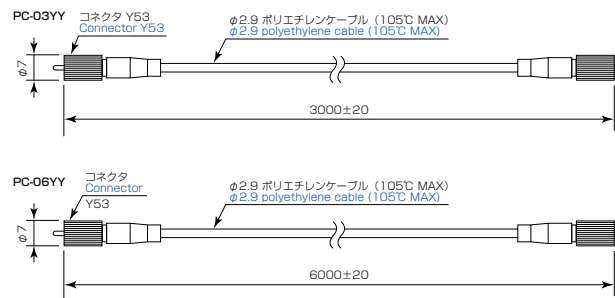 PC-03YY
コネクタ Y53
Connector Y53
φ2.9 ポリエチレンケーブル（105℃ MAX）
φ2.9 polyethylene cable (105℃ MAX)
φ7
3000±20
PC-06YY
コネクタ
Connector
Y53
φ2.9 ポリエチレンケーブル（105℃ MAX）
φ2.9 polyethylene cable (105℃ MAX)
φ7
6000±20